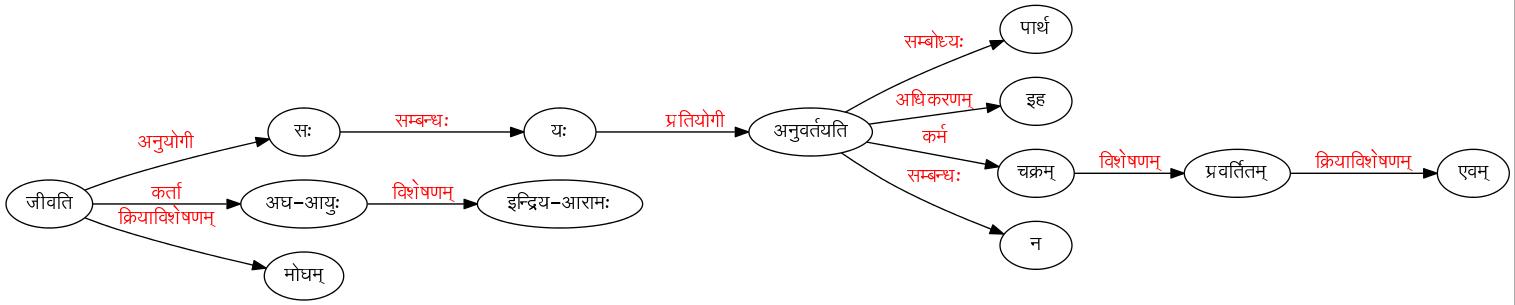 पार्थ
सम्बोध्यः
अधिकरणम्
इह
अनुयोगी
सः
सम्बन्धः
यः
प्रतियोगी
अनुवर्तयति
कर्म
चक्रम्
विशेषणम्
प्रवर्तितम्
क्रियाविशेषणम्
एवम्
सम्बन्धः
न
जीवति
कर्ता
अघ-आयुः
विशेषणम्
इन्द्रिय-आरामः
क्रियाविशेषणम्
मोघम्